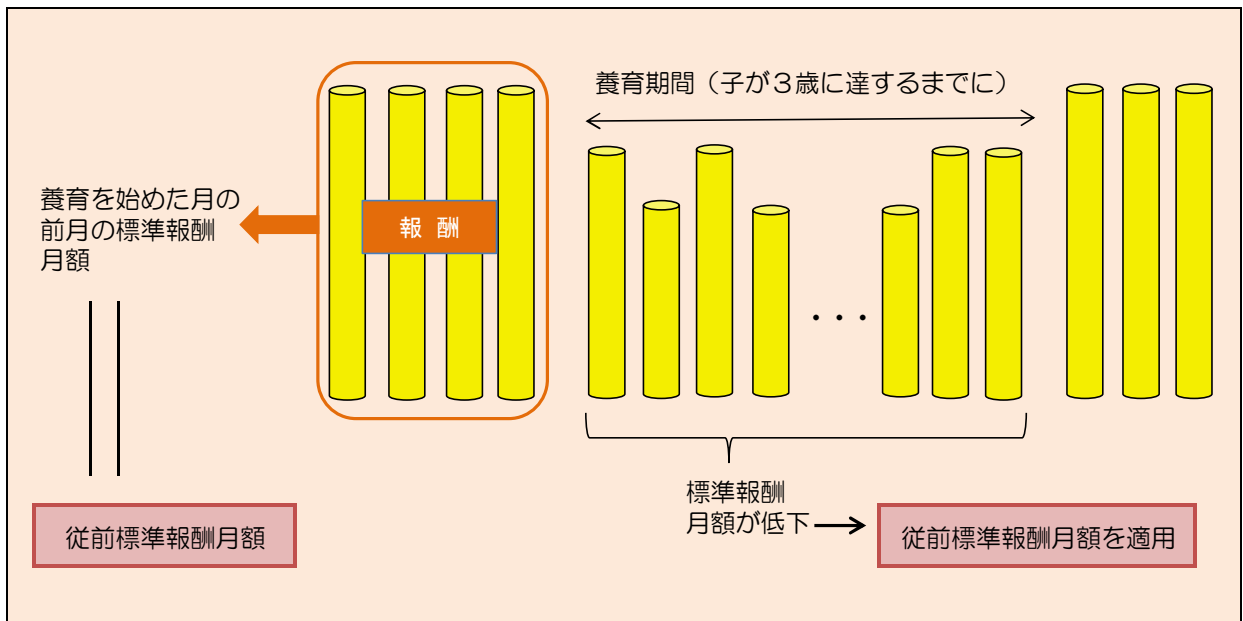 養育期間（子が３歳に達するまでに）
養育を始めた月の
前月の標準報酬
月額
報 酬
・・・
標準報酬
月額が低下
従前標準報酬月額
従前標準報酬月額を適用